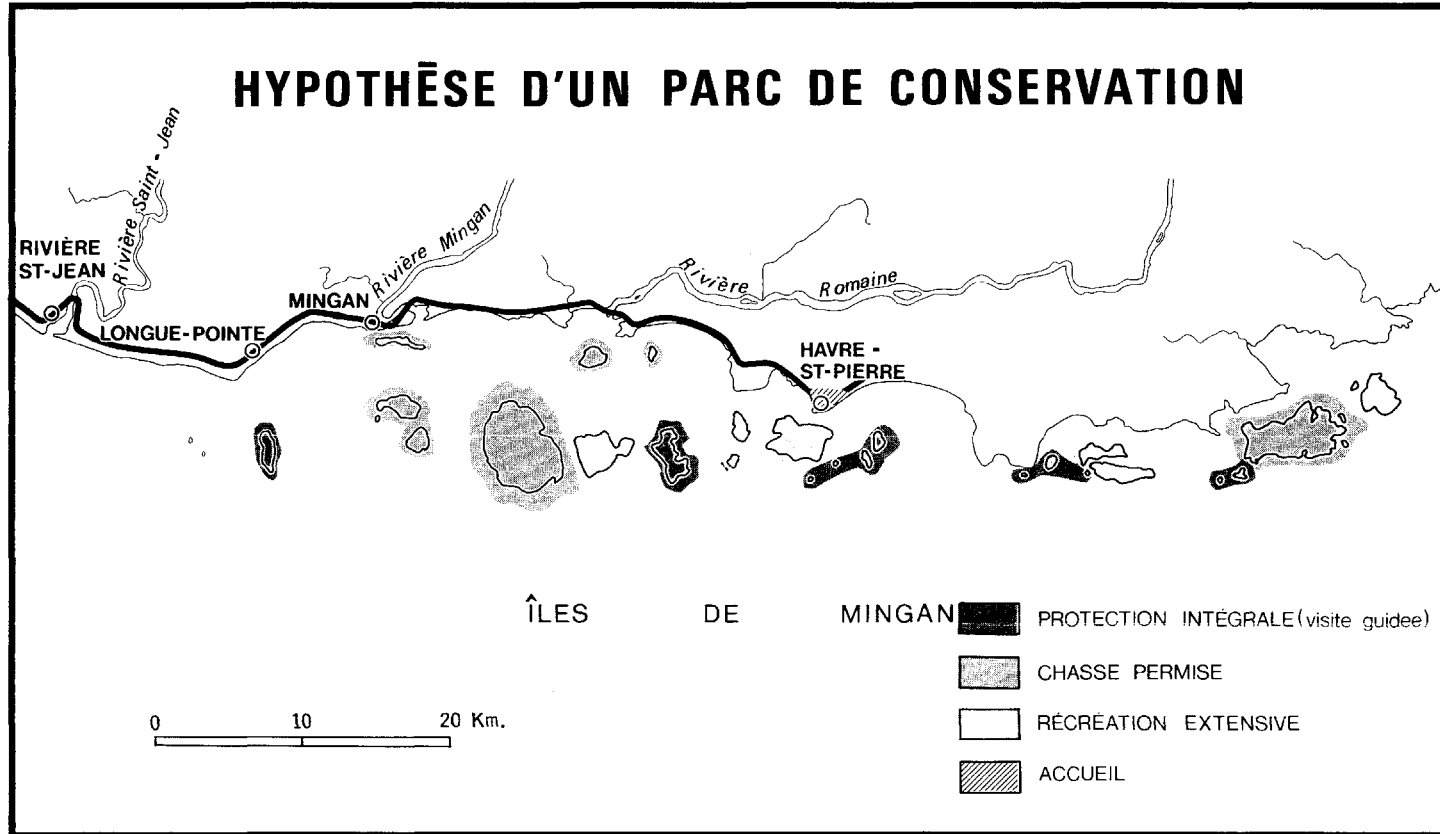 HYPOTHĒSE D'UN PARC DE CONSERVATION
Rivière Saint-Jean
RIVIÈRE
ST-JEAN
Rivière Mingan
MINGAN
LONGUE-POINTE
Rivière Romaine
HAVRE-
ST-PIERRE
ÎLES DE MINGAN
PROTECTION INTÉGRALE (visite guidee)
CHASSE PERMISE
RÉCRÉATION EXTENSIVE
ACCUEIL
0 10 20 Km.